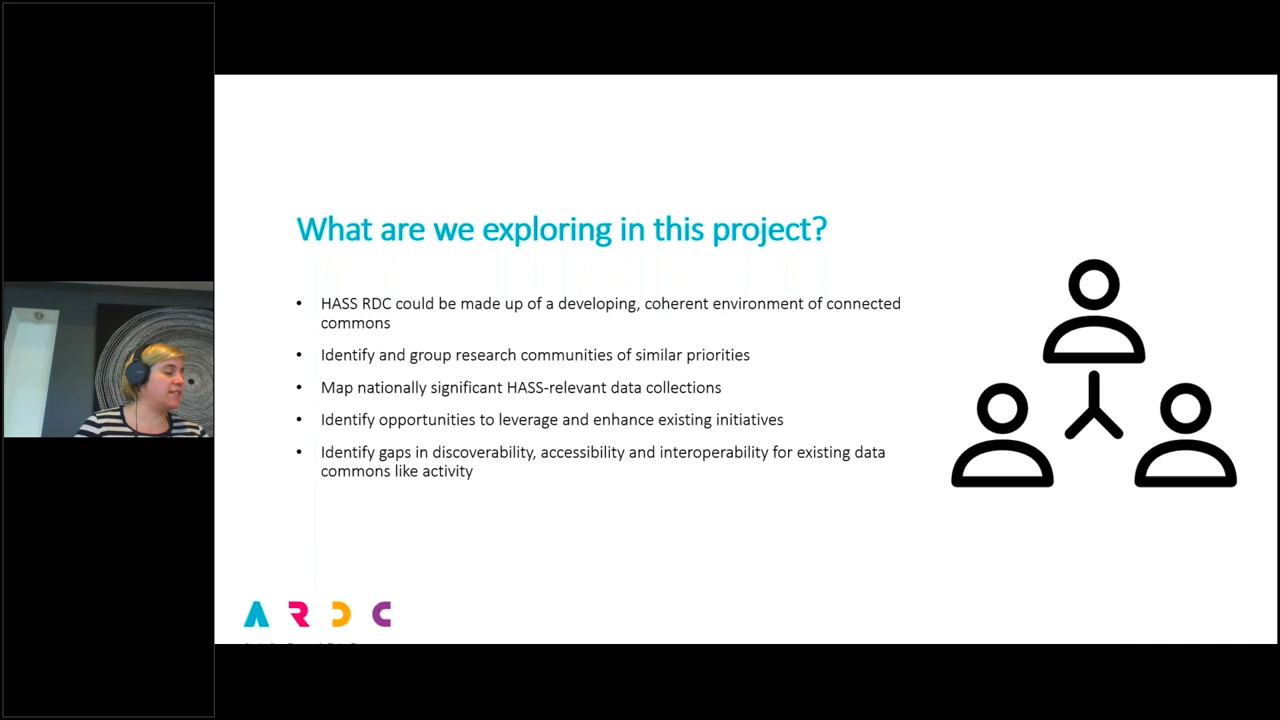 What are we exploring in this project?
• HASS RDC could be made up of a developing, coherent environment of connected
commons
• Identify and group research communities of similar priorities
• Map nationally significant HASS-relevant data collections
• Identify opportunities to leverage and enhance existing initiatives
• Identify gaps in discoverability, accessibility and interoperability for existing data
commons like activity
ARDC